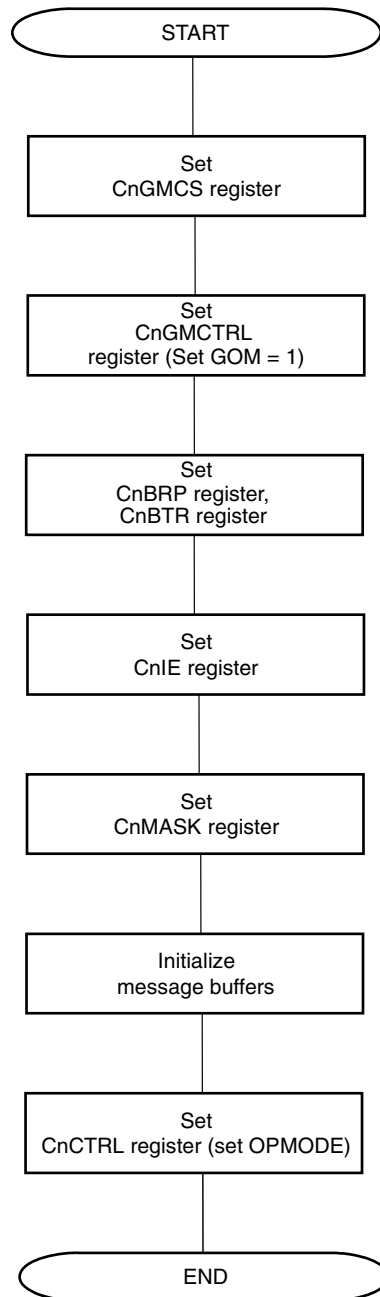 START
Set
CnGMCS register
Set
CnGMCTRL
register (Set GOM = 1)
Set
CnBRP register,
CnBTR register
Set
CnIE register
Set
CnMASK register
Initialize
message buffers
Set
CnCTRL register (set OPMODE)
END